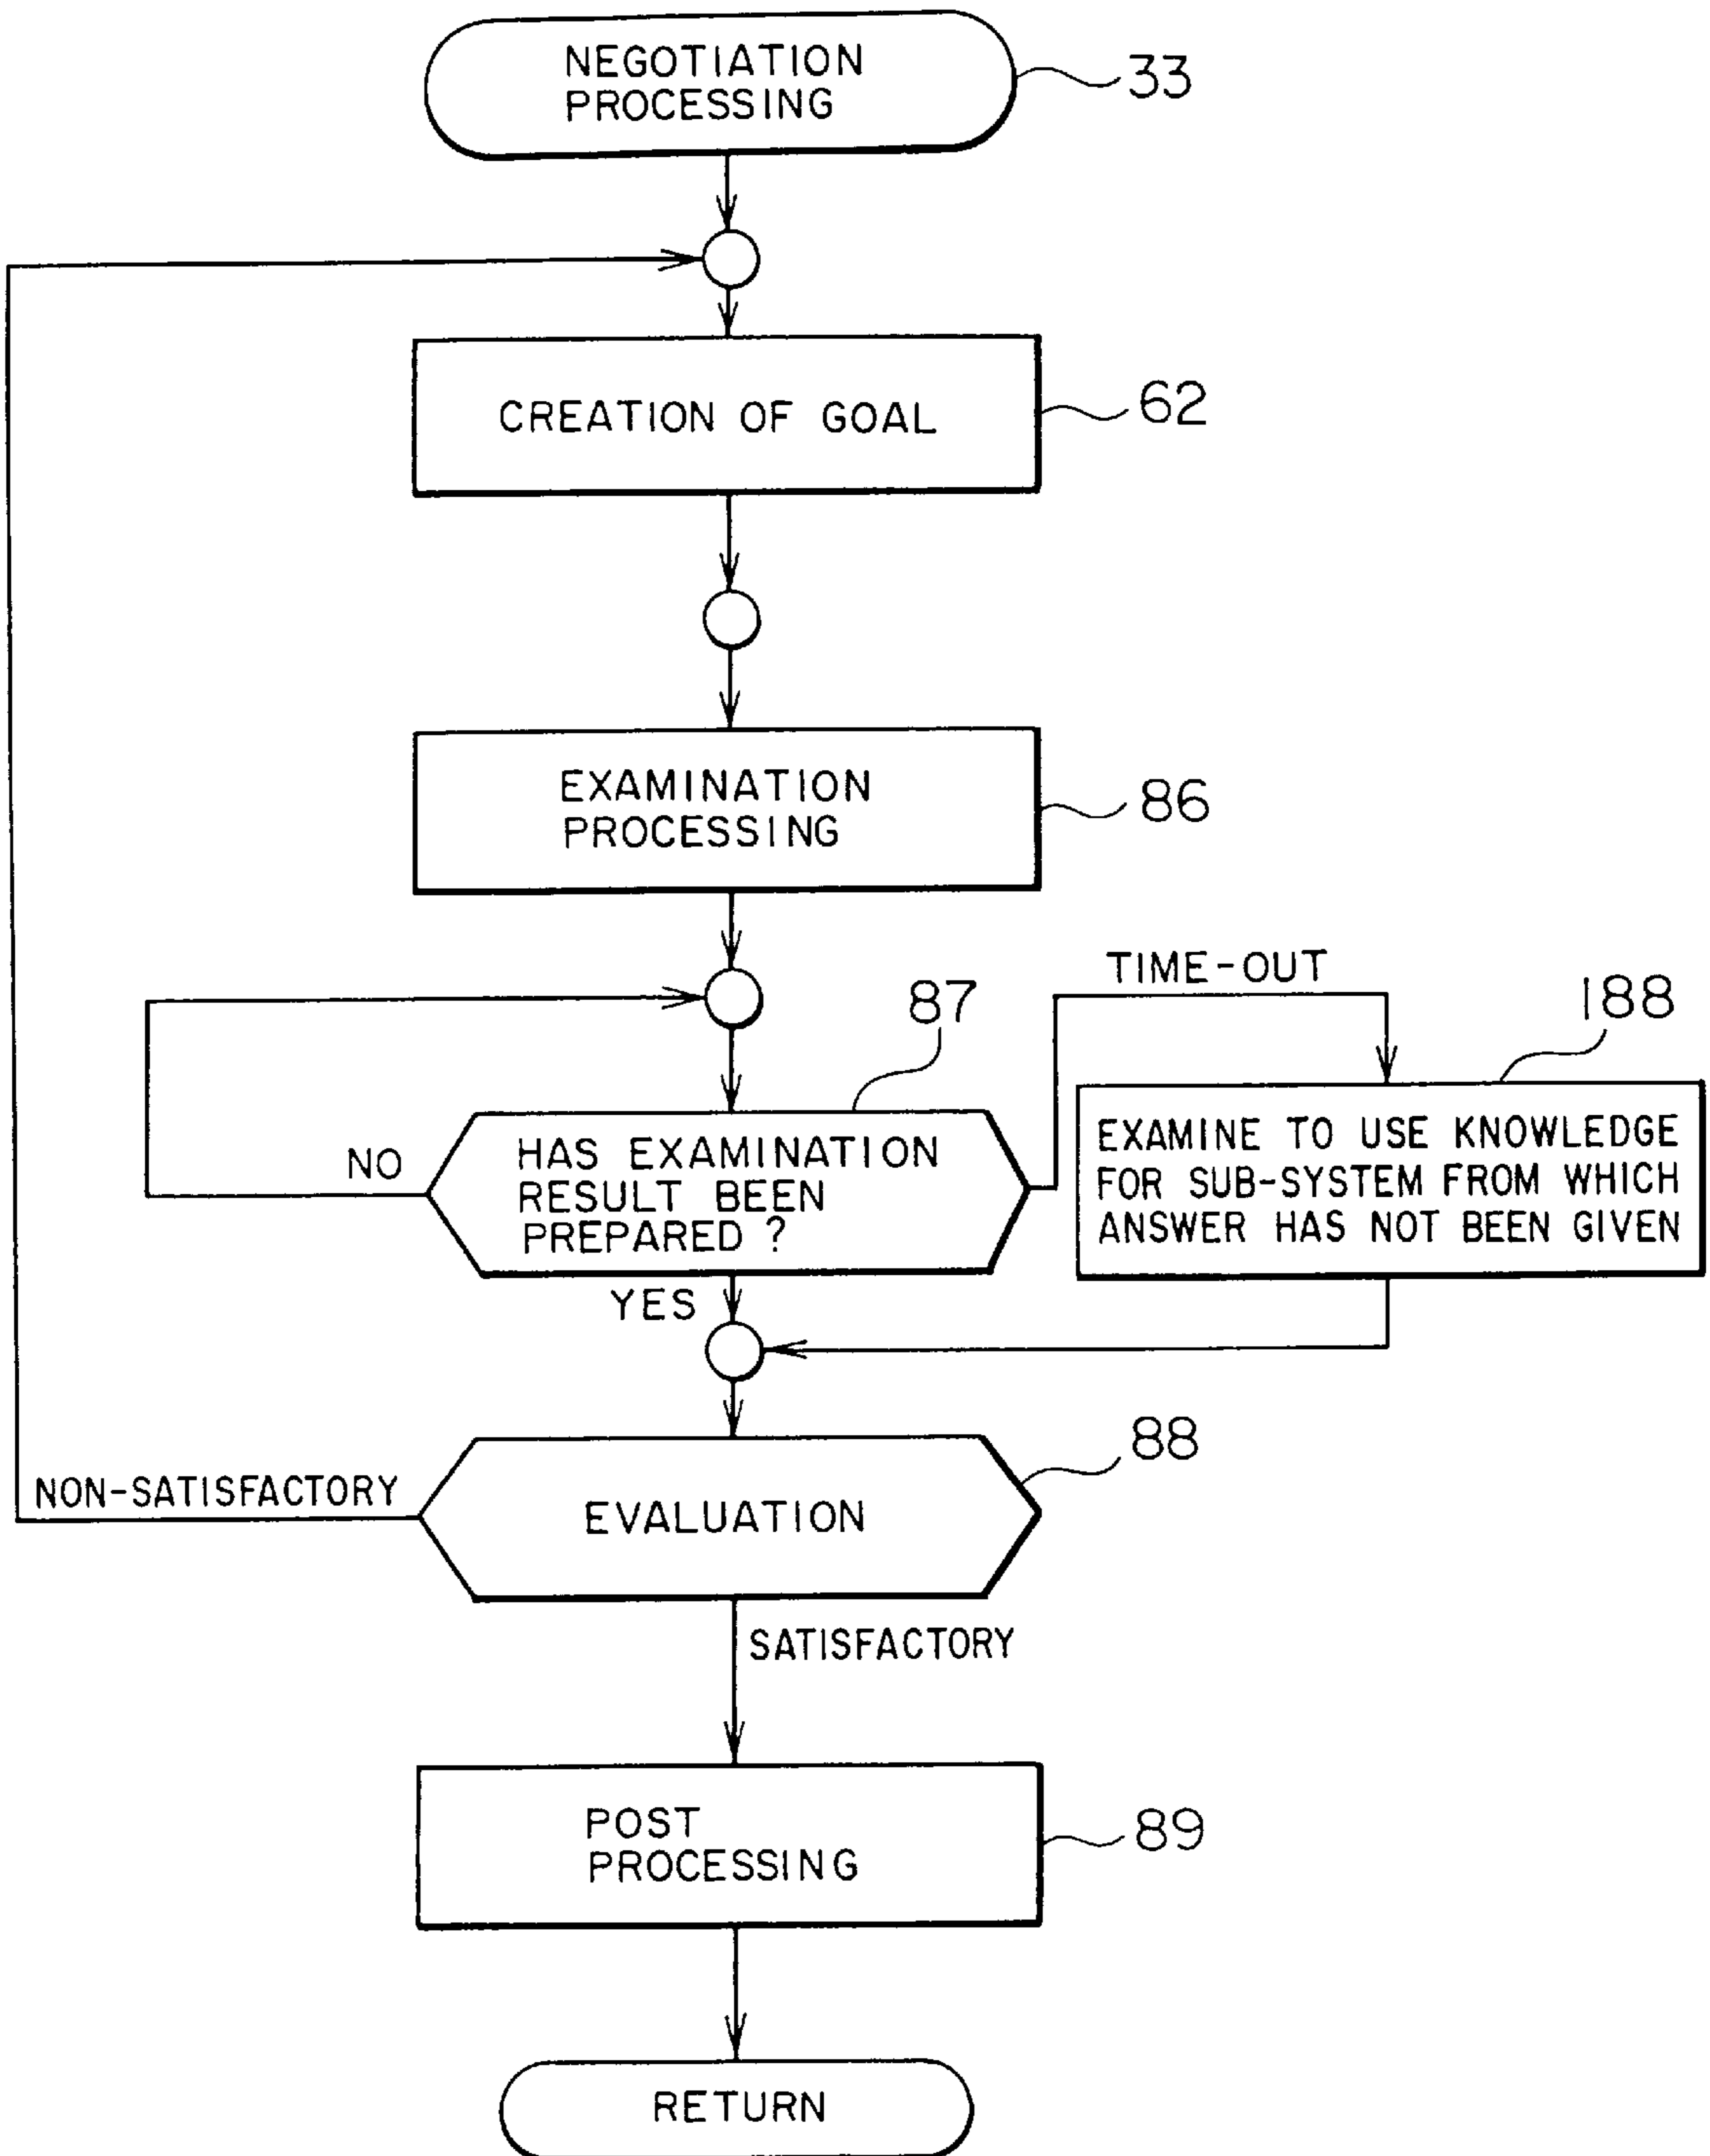 NEGOTIATION
PROCESSING
33
CREATION OF GOAL
62
EXAMINATION
PROCESSING
86
TIME-OUT
87
188
NO
HAS EXAMINATION
RESULT BEEN
PREPARED ?
EXAMINE TO USE KNOWLEDGE
FOR SUB-SYSTEM FROM WHICH
ANSWER HAS NOT BEEN GIVEN
YES
88
NON-SATISFACTORY
EVALUATION
SATISFACTORY
POST
PROCESSING
89
RETURN